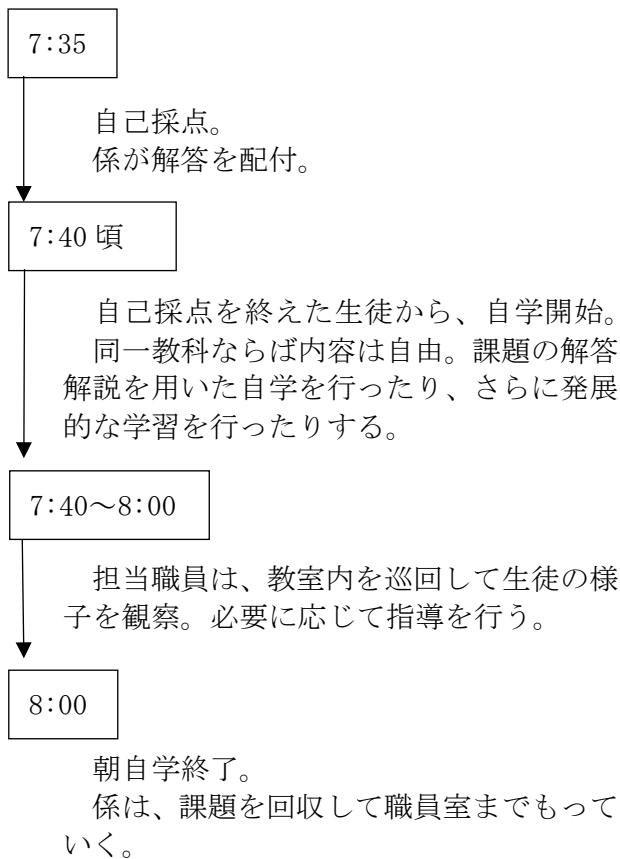 7:35
自己採点。
係が解答を配付。
7:40 頃
自己採点を終えた生徒から、自学開始。
同一教科ならば内容は自由。課題の解答
解説を用いた自学を行ったり、さらに発展
的な学習を行ったりする。
7:40～8:00
担当職員は、教室内を巡回して生徒の様
子を観察。必要に応じて指導を行う。
8:00
朝自学終了。
係は、課題を回収して職員室までもって
いく。